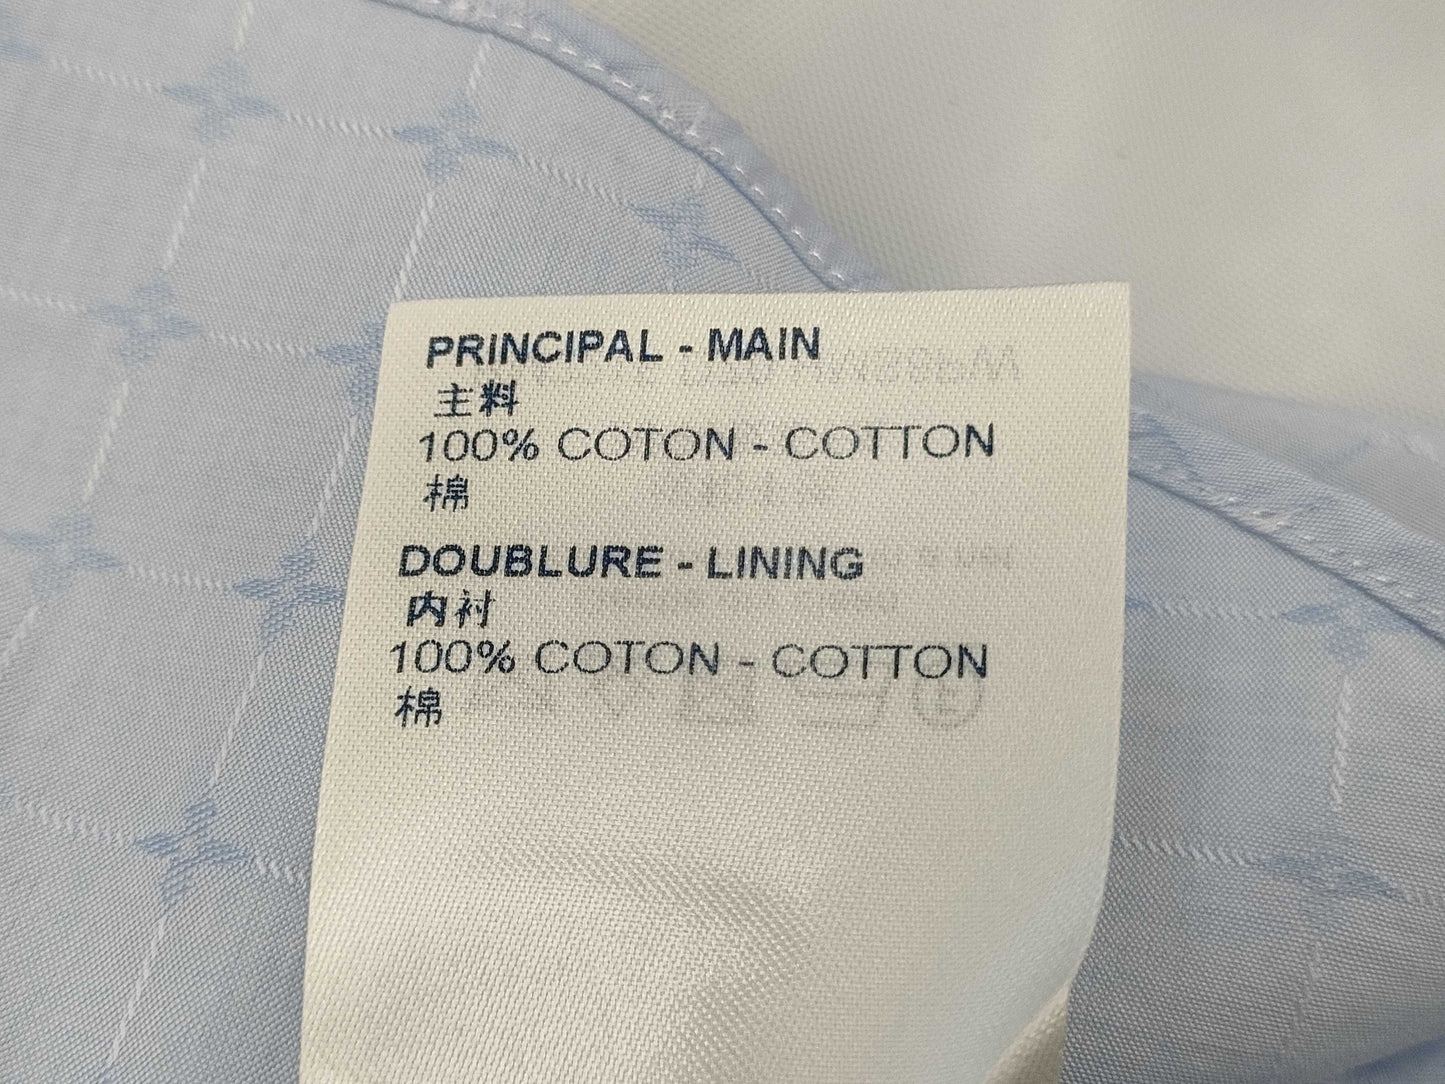 PRINCIPAL - MAIN
主料
100% COTON - COTTON
棉
DOUBLURE - LINING
内衬
100% COTON - COTTON
棉